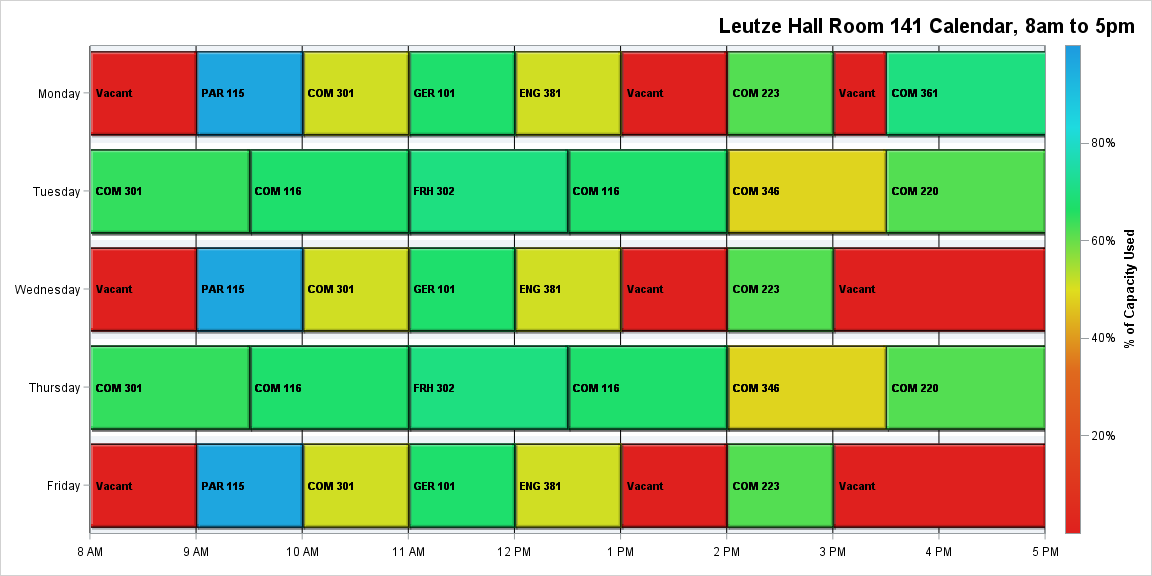 Leutze Hall Room 141 Calendar, 8am to 5pm
Monday
Vacant
PAR 115
COM 301
GER 101
ENG 381
Vacant
COM 223
Vacant
COM 361
Tuesday
COM 301
COM 116
FRH 302
COM 116
COM 346
COM 220
Wednesday
Vacant
PAR 115
COM 301
GER 101
ENG 381
Vacant
COM 223
Vacant
Thursday
COM 301
COM 116
FRH 302
COM 116
COM 346
COM 220
Friday
Vacant
PAR 115
COM 301
GER 101
ENG 381
Vacant
COM 223
Vacant
8 AM
9 AM
10 AM
11 AM
12 PM
1 PM
2 PM
3 PM
4 PM
5 PM
80%
60%
40%
20%
% of Capacity Used